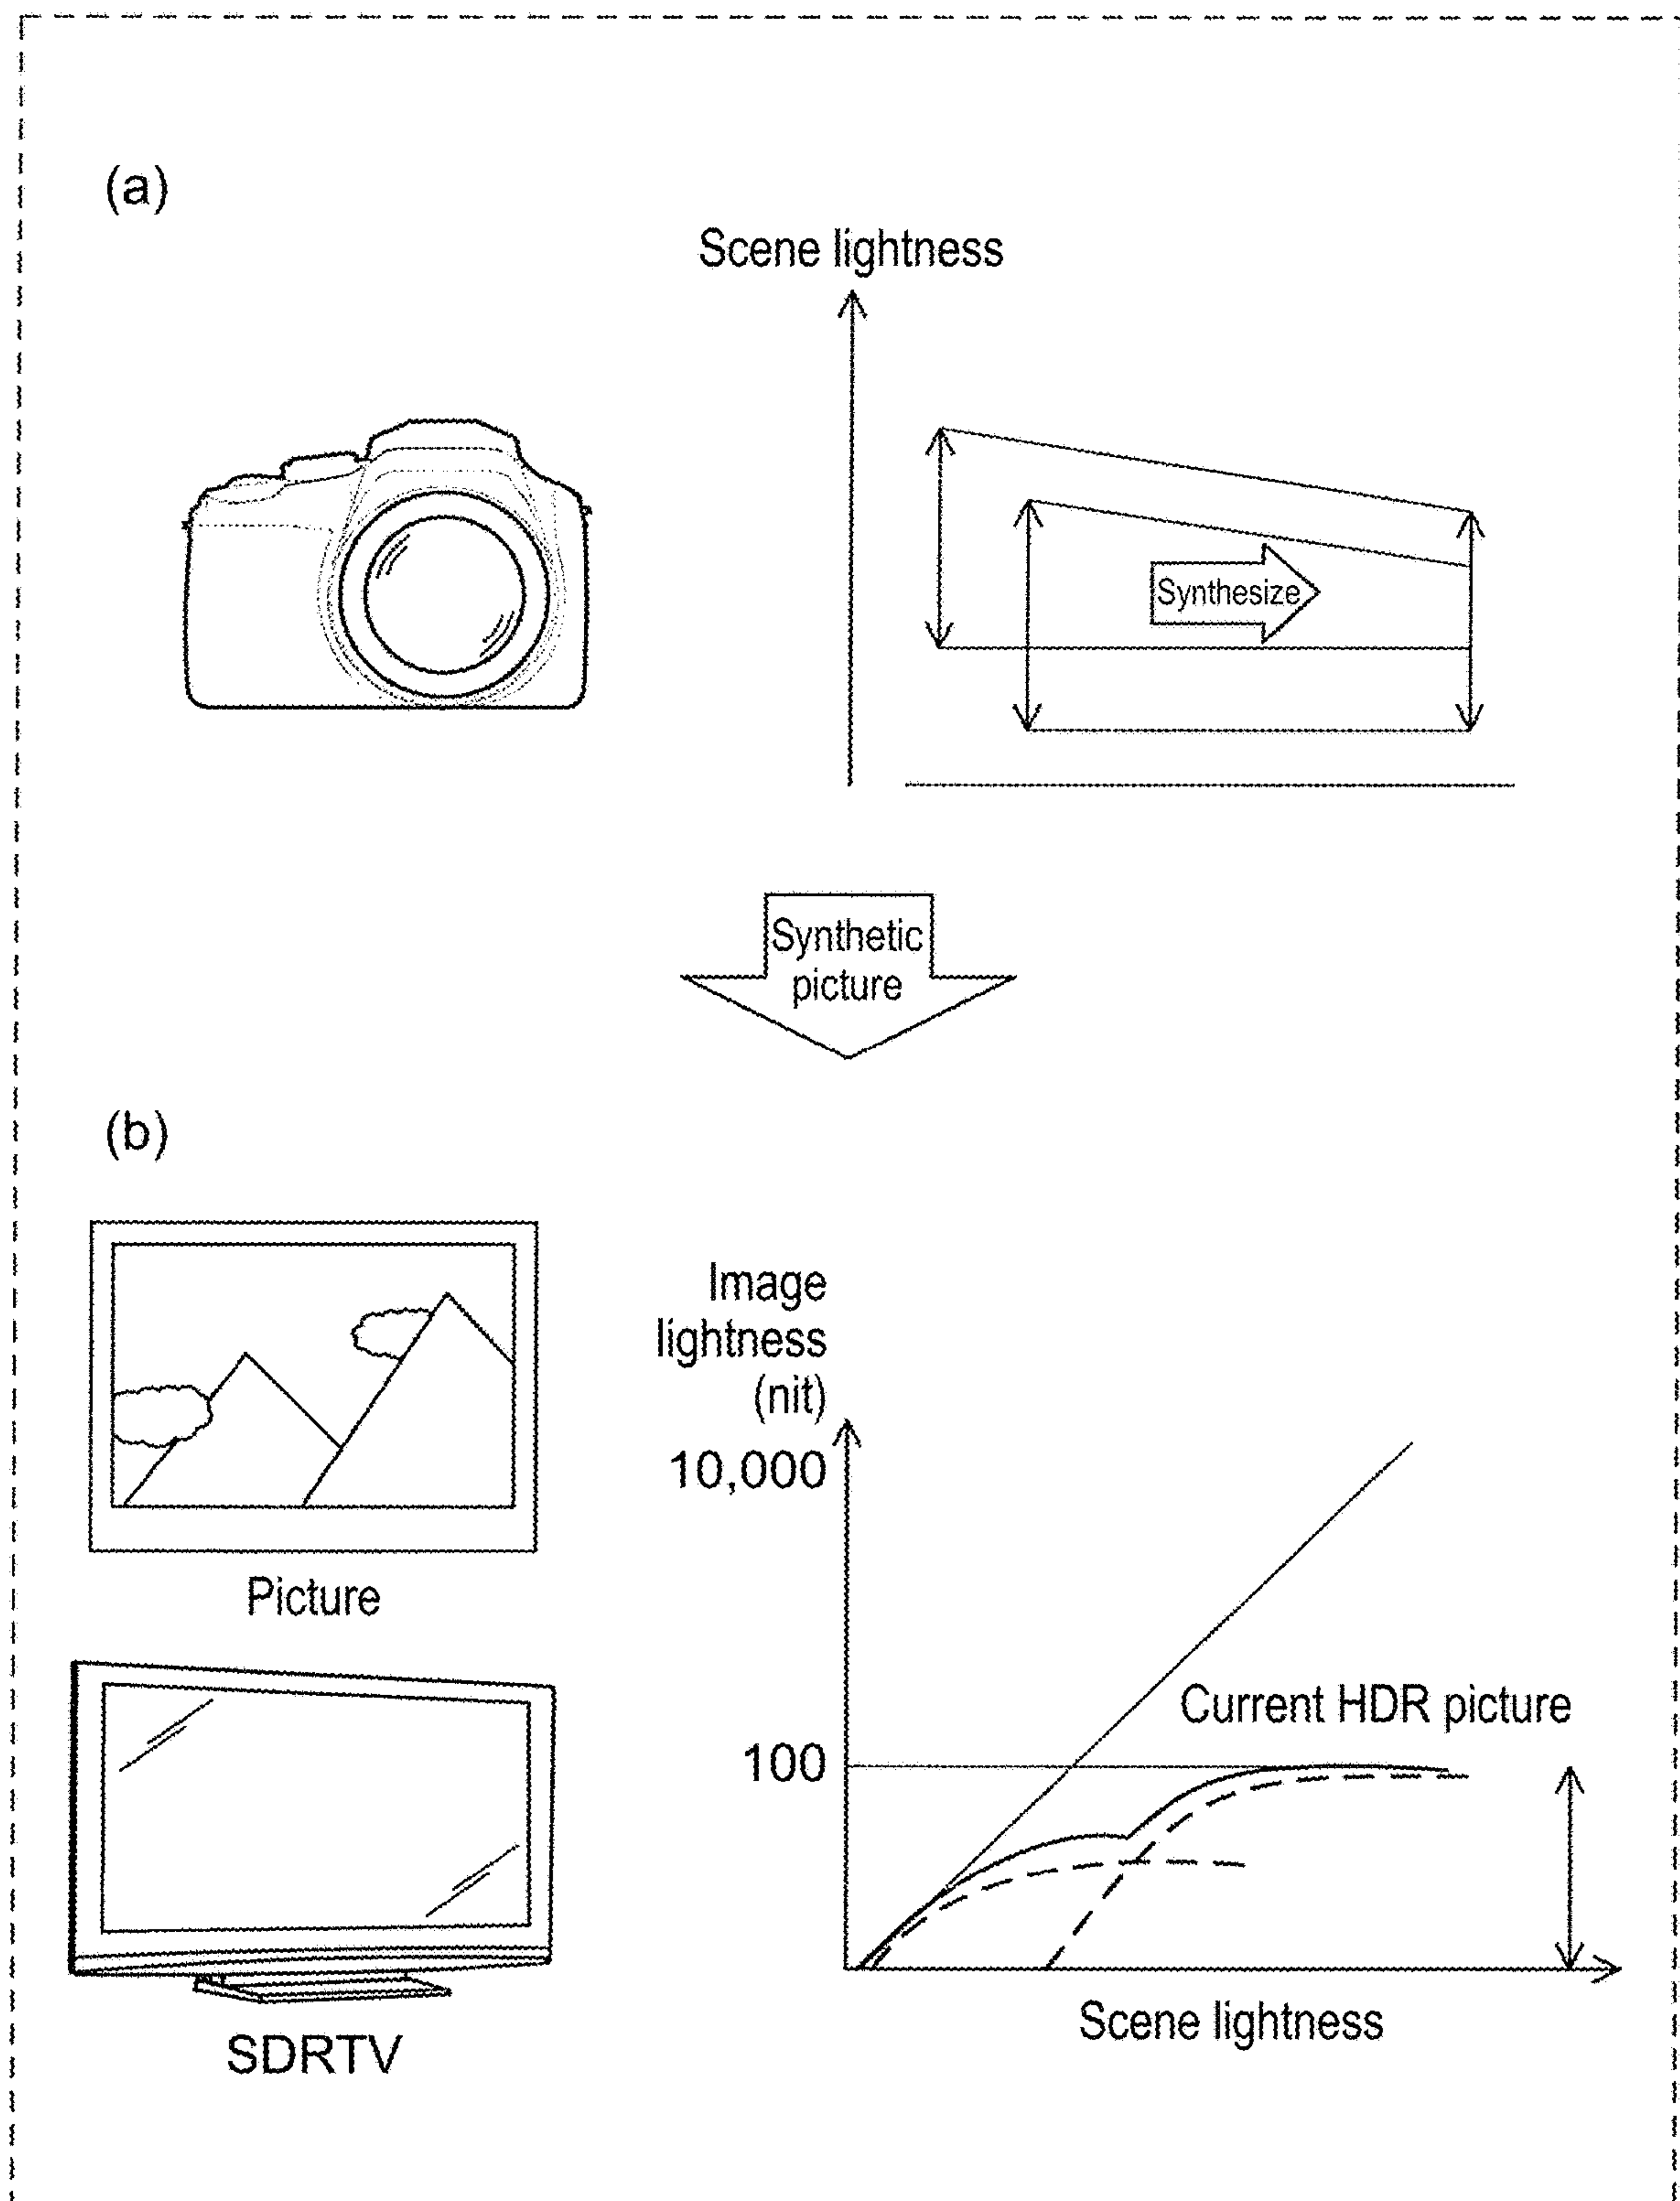 (a)
Scene lightness
Synthesize
Synthetic
picture
(b)
Picture
SDRTV
Image
lightness
(nit)
10,000
100
Current HDR picture
Scene lightness